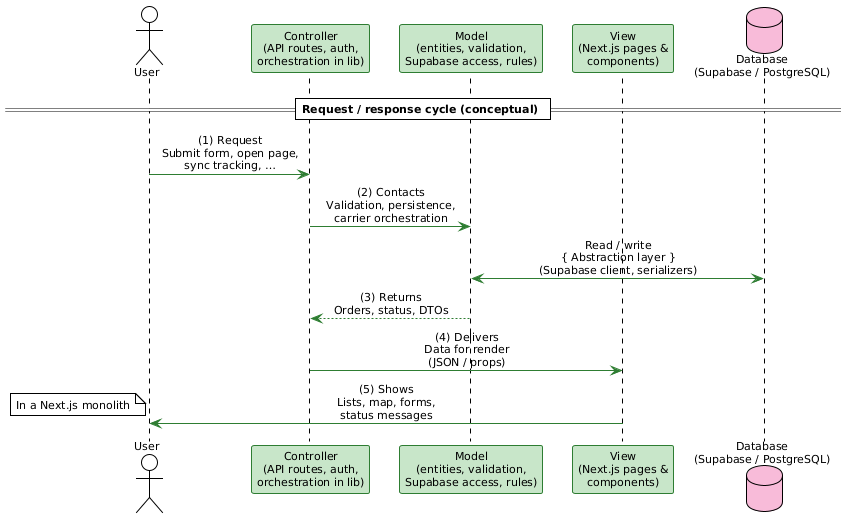 User
Controller
(API routes, auth,
orchestration in lib)
Model
(entities, validation,
Supabase access, rules)
View
(Next.js pages &
components)
Database
(Supabase / PostgreSQL)
Request / response cycle (conceptual)
(1) Request
Submit form, open page,
sync tracking, ...
(2) Contacts
Validation, persistence,
carrier orchestration
Read / write
{ Abstraction layer }
(Supabase client, serializers)
(3) Returns
Orders, status, DTOs
(4) Delivers
Data for render
(JSON / props)
(5) Shows
Lists, map, forms,
status messages
In a Next.js monolith
User
Controller
(API routes, auth,
orchestration in lib)
Model
(entities, validation,
Supabase access, rules)
View
(Next.js pages &
components)
Database
(Supabase / PostgreSQL)